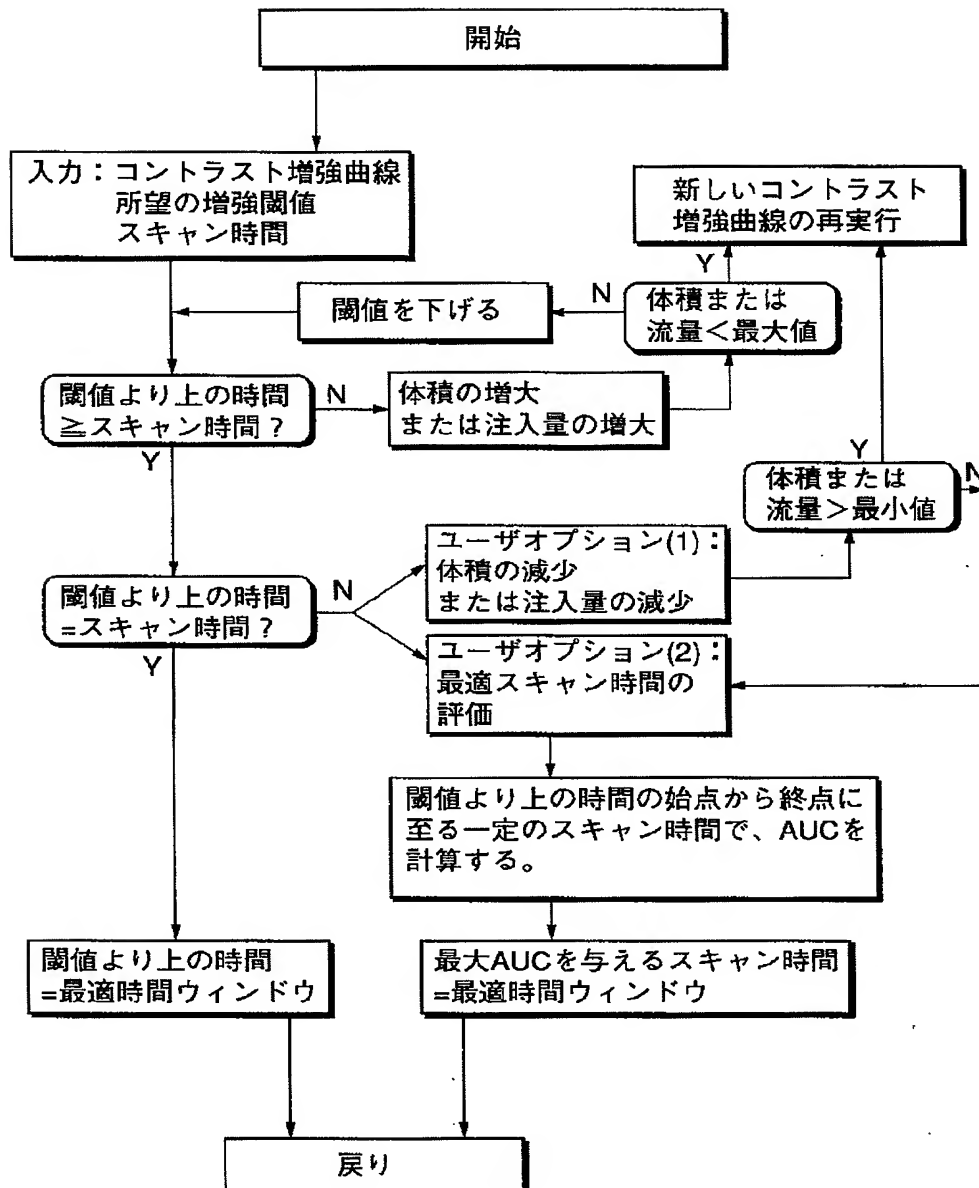 開始
入力：コントラスト増強曲線
所望の増強閾値
スキャン時間
新しいコントラスト
増強曲線の再実行
Y
N
閾値を下げる
体積または
流量＜最大値
閾値より上の時間
≧スキャン時間？
N
体積の増大
または注入量の増大
Y
Y
体積または
流量＞最小値
N
閾値より上の時間
=スキャン時間？
N
ユーザオプション(1)：
体積の減少
または注入量の減少
Y
ユーザオプション(2)：
最適スキャン時間の
評価
閾値より上の時間の始点から終点に
至る一定のスキャン時間で、AUCを
計算する。
閾値より上の時間
=最適時間ウィンドウ
最大AUCを与えるスキャン時間
=最適時間ウィンドウ
戻り